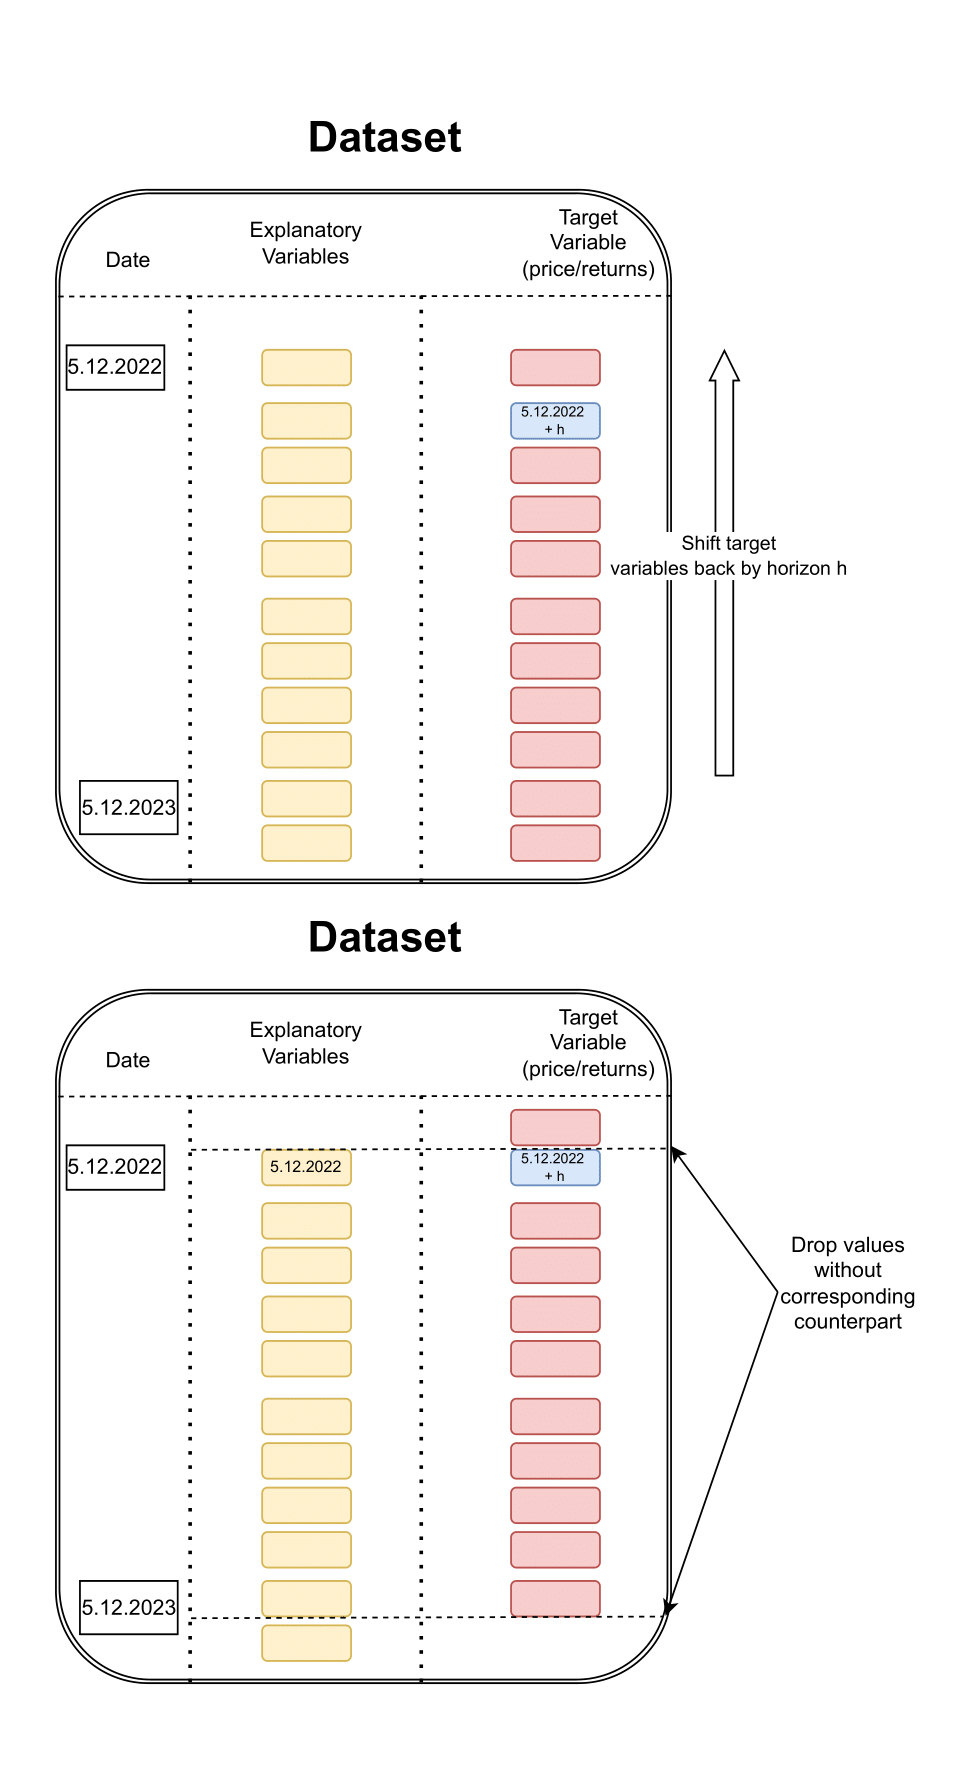 Dataset
Date
Explanatory
Variables
Target
Variable
(price/returns)
5.12.2022
5.12.2022
+ h
Shift target
variables back by horizon h
5.12.2023
Dataset
Date
Explanatory
Variables
Target
Variable
(price/returns)
5.12.2022
5.12.2022
5.12.2022
+ h
Drop values
without
corresponding
counterpart
5.12.2023